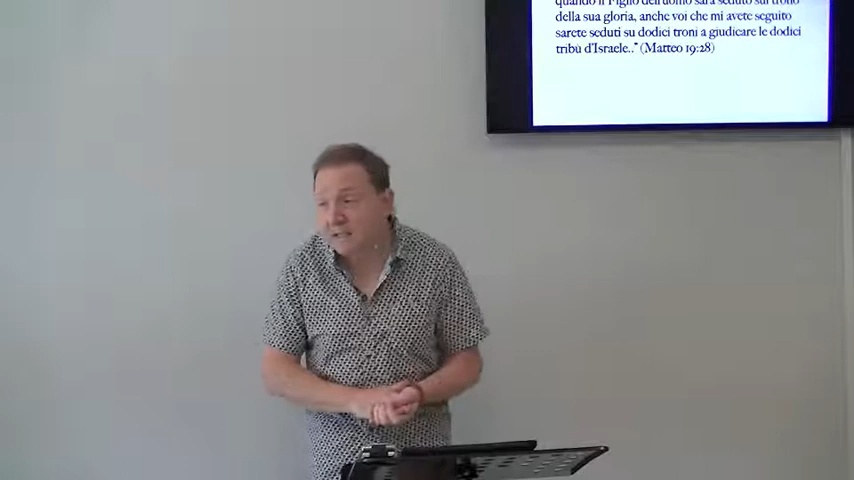 quando il Figlio dell'uomo sarà seduto sul trono
della sua gloria, anche voi che mi avete seguito
sarete seduti su dodici troni a giudicare le dodici
tribù d'Israele.." (Matteo 19:28)